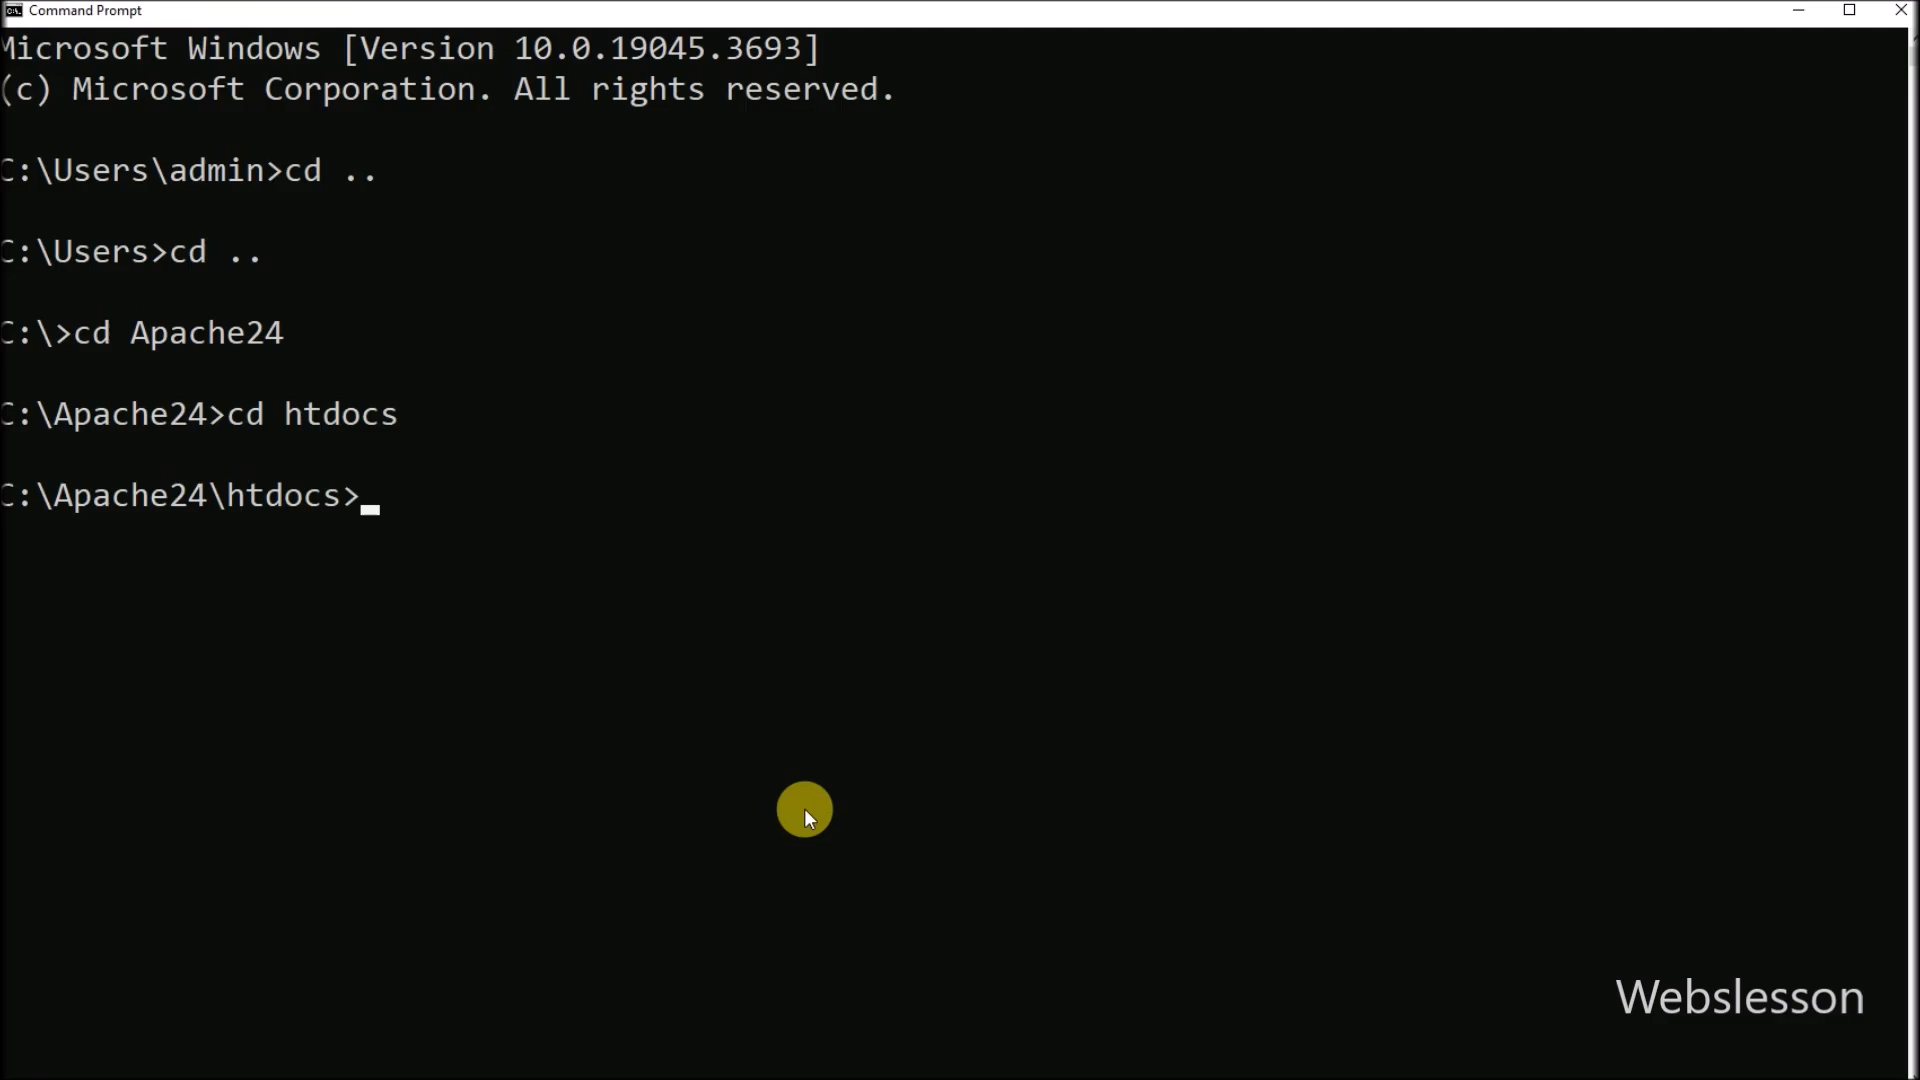 Command Prompt
Microsoft Windows [Version 10.0.19045.3693]
(c) Microsoft Corporation. All rights reserved.
C:\Users\admin>cd ..
C:\Users>cd ..
C:\>cd Apache24
C:\Apache24>cd htdocs
C:\Apache24\htdocs>
Webslesson